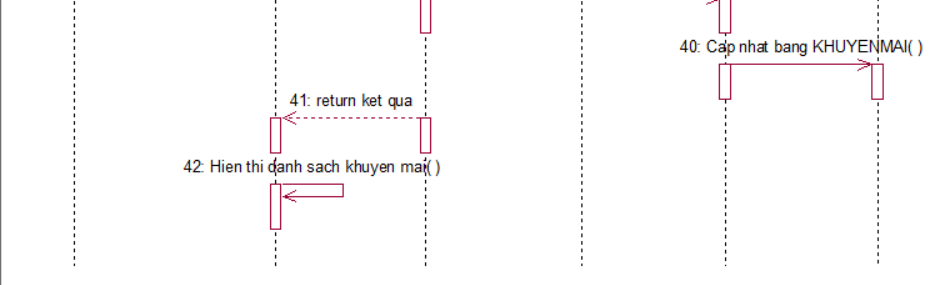 40: Cap nhat bang KHUYENMAI( )
41: return ket qua
42: Hien thi danh sach khuyen mai( )